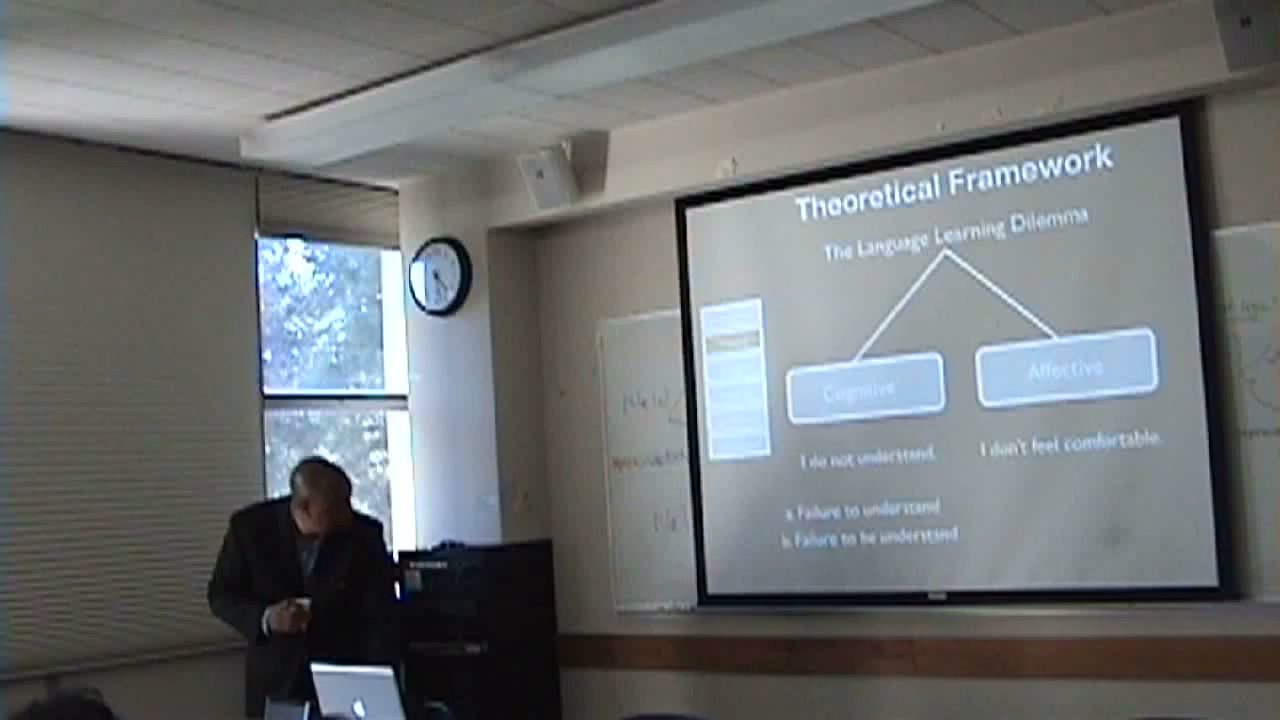 Theoretical Framework
The Language Learning Dilemma
Cognitive
Affective
I do not understand.
I don't feel comfortable.
a. Failure to understand
b. Failure to be understand